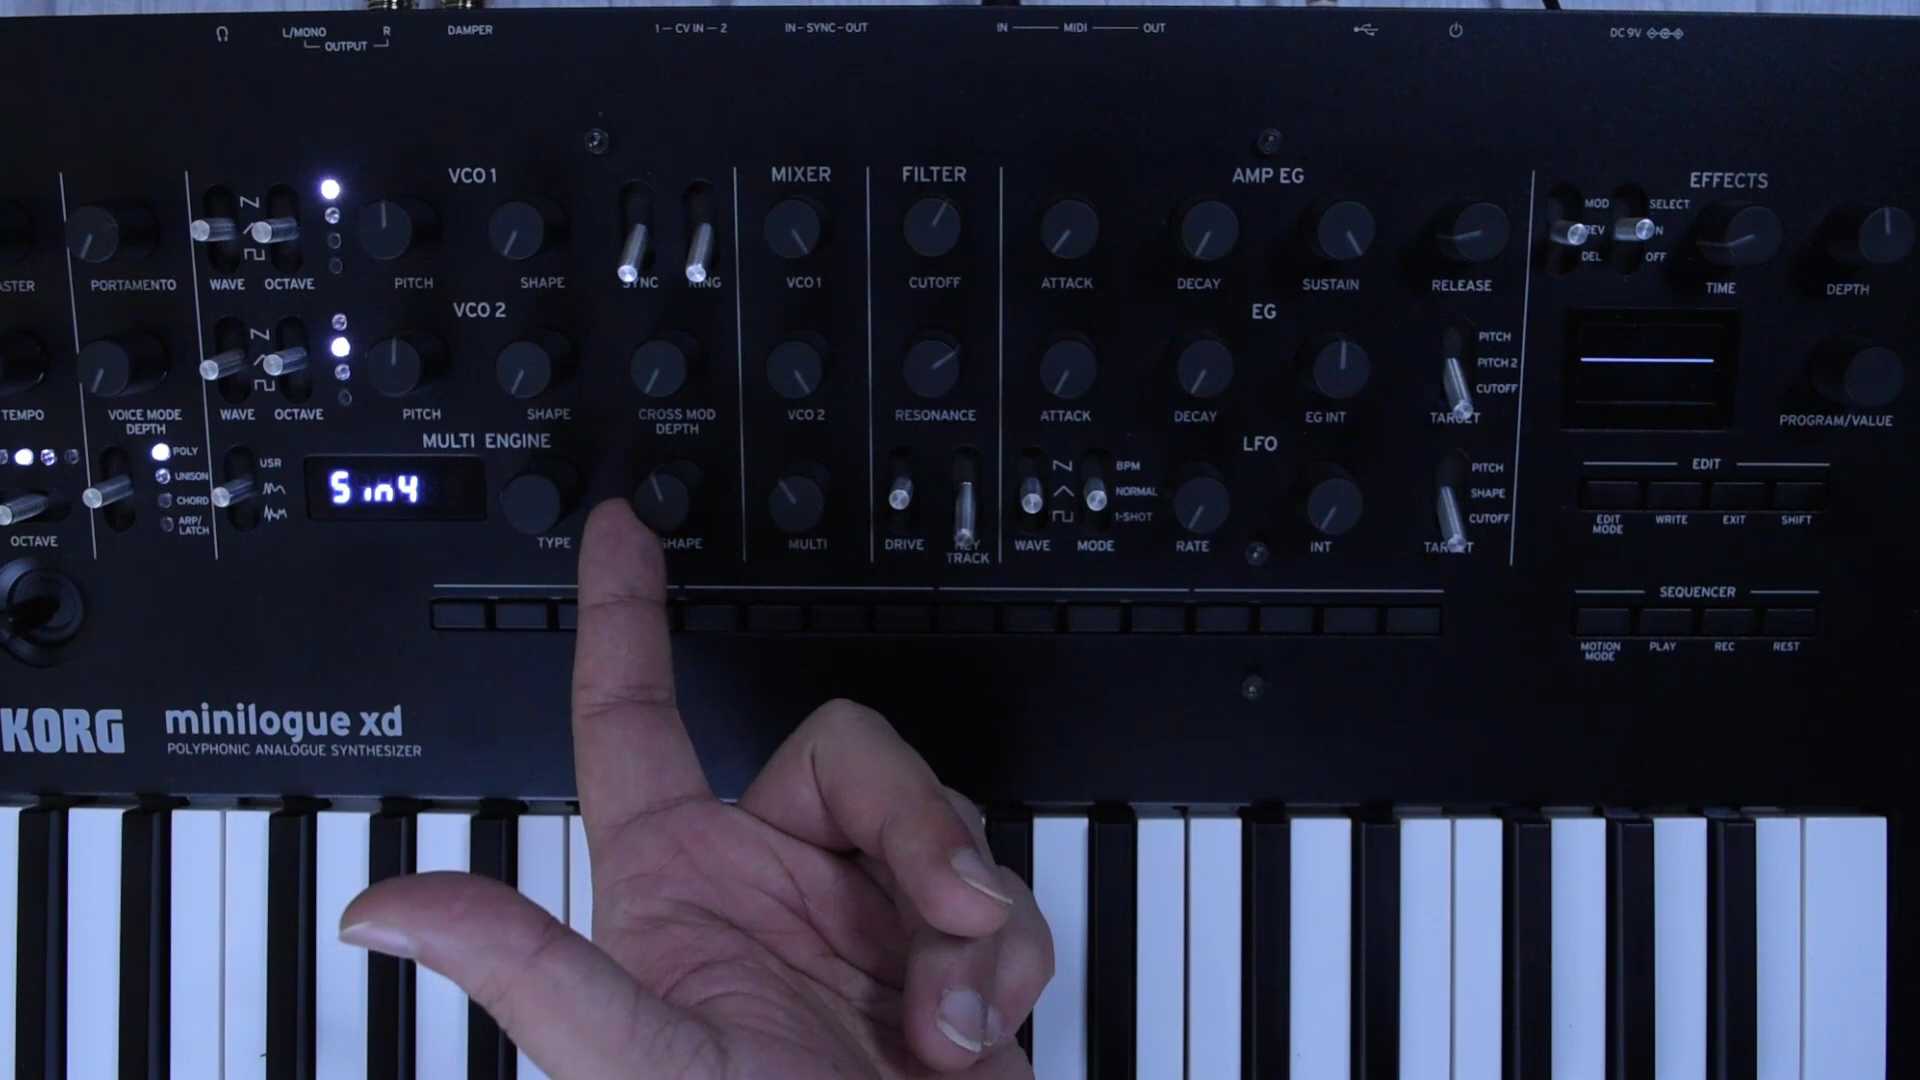 L/MONO R
OUTPUT
DAMPER
1 — CV IN — 2
IN - SYNC - OUT
IN MIDI OUT
DC 9V
VCO 1
MIXER
FILTER
AMP EG
EFFECTS
MOD
REV
DEL
SELECT
ON
OFF
PORTAMENTO
WAVE
OCTAVE
PITCH
SHAPE
SYNC
RING
VCO 1
CUTOFF
ATTACK
DECAY
SUSTAIN
RELEASE
TIME
DEPTH
VCO 2
EG
PITCH
PITCH 2
CUTOFF
TEMPO
VOICE MODE
DEPTH
WAVE
OCTAVE
PITCH
SHAPE
CROSS MOD
DEPTH
VCO 2
RESONANCE
ATTACK
DECAY
EG INT
TARGET
PROGRAM/VALUE
MULTI ENGINE
LFO
POLY
UNISON
CHORD
ARP/
LATCH
USR
Sin4
BPM
NORMAL
1-SHOT
PITCH
SHAPE
CUTOFF
EDIT
OCTAVE
TYPE
SHAPE
MULTI
DRIVE
KEY
TRACK
WAVE
MODE
RATE
INT
TARGET
EDIT
MODE
WRITE
EXIT
SHIFT
SEQUENCER
MOTION
MODE
PLAY
REC
REST
KORG
minilogue xd
POLYPHONIC ANALOGUE SYNTHESIZER